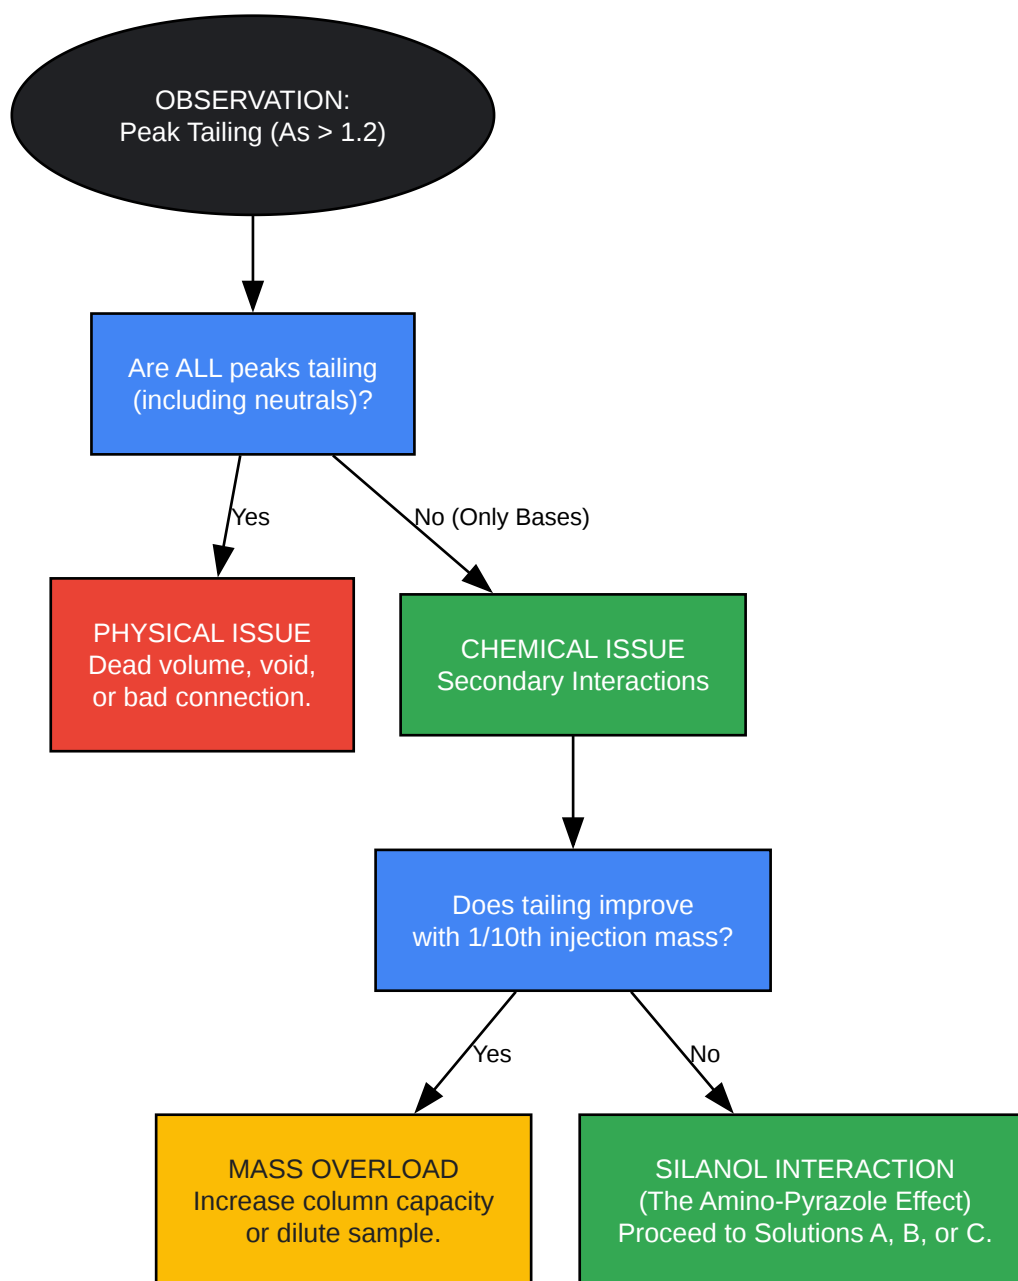 OBSERVATION:
Peak Tailing (As > 1.2)
Are ALL peaks tailing
(including neutrals)?
Yes
No (Only Bases)
PHYSICAL ISSUE
Dead volume, void,
or bad connection.
CHEMICAL ISSUE
Secondary Interactions
Does tailing improve
with 1/10th injection mass?
Yes
No
MASS OVERLOAD
Increase column capacity
or dilute sample.
SILANOL INTERACTION
(The Amino-Pyrazole Effect)
Proceed to Solutions A, B, or C.